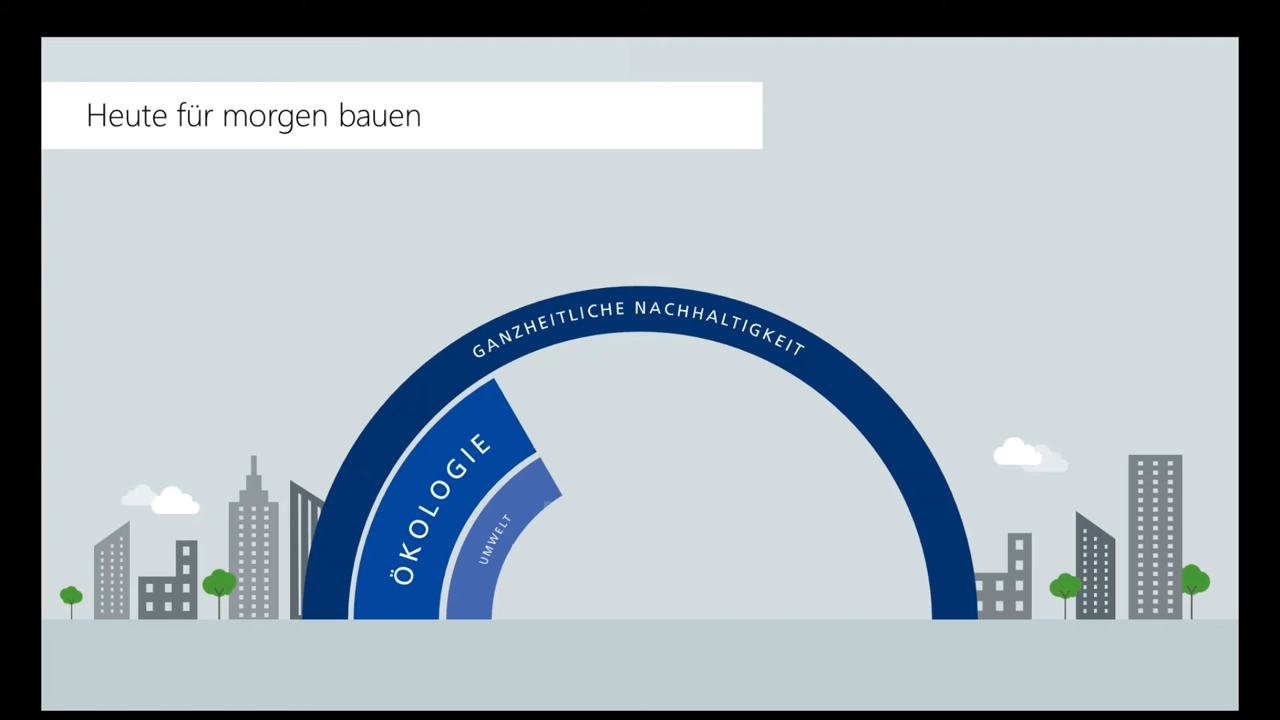 Heute für morgen bauen
GANZHEITLICHE NACHHALTIGKEIT
ÖKOLOGIE
UMWELT